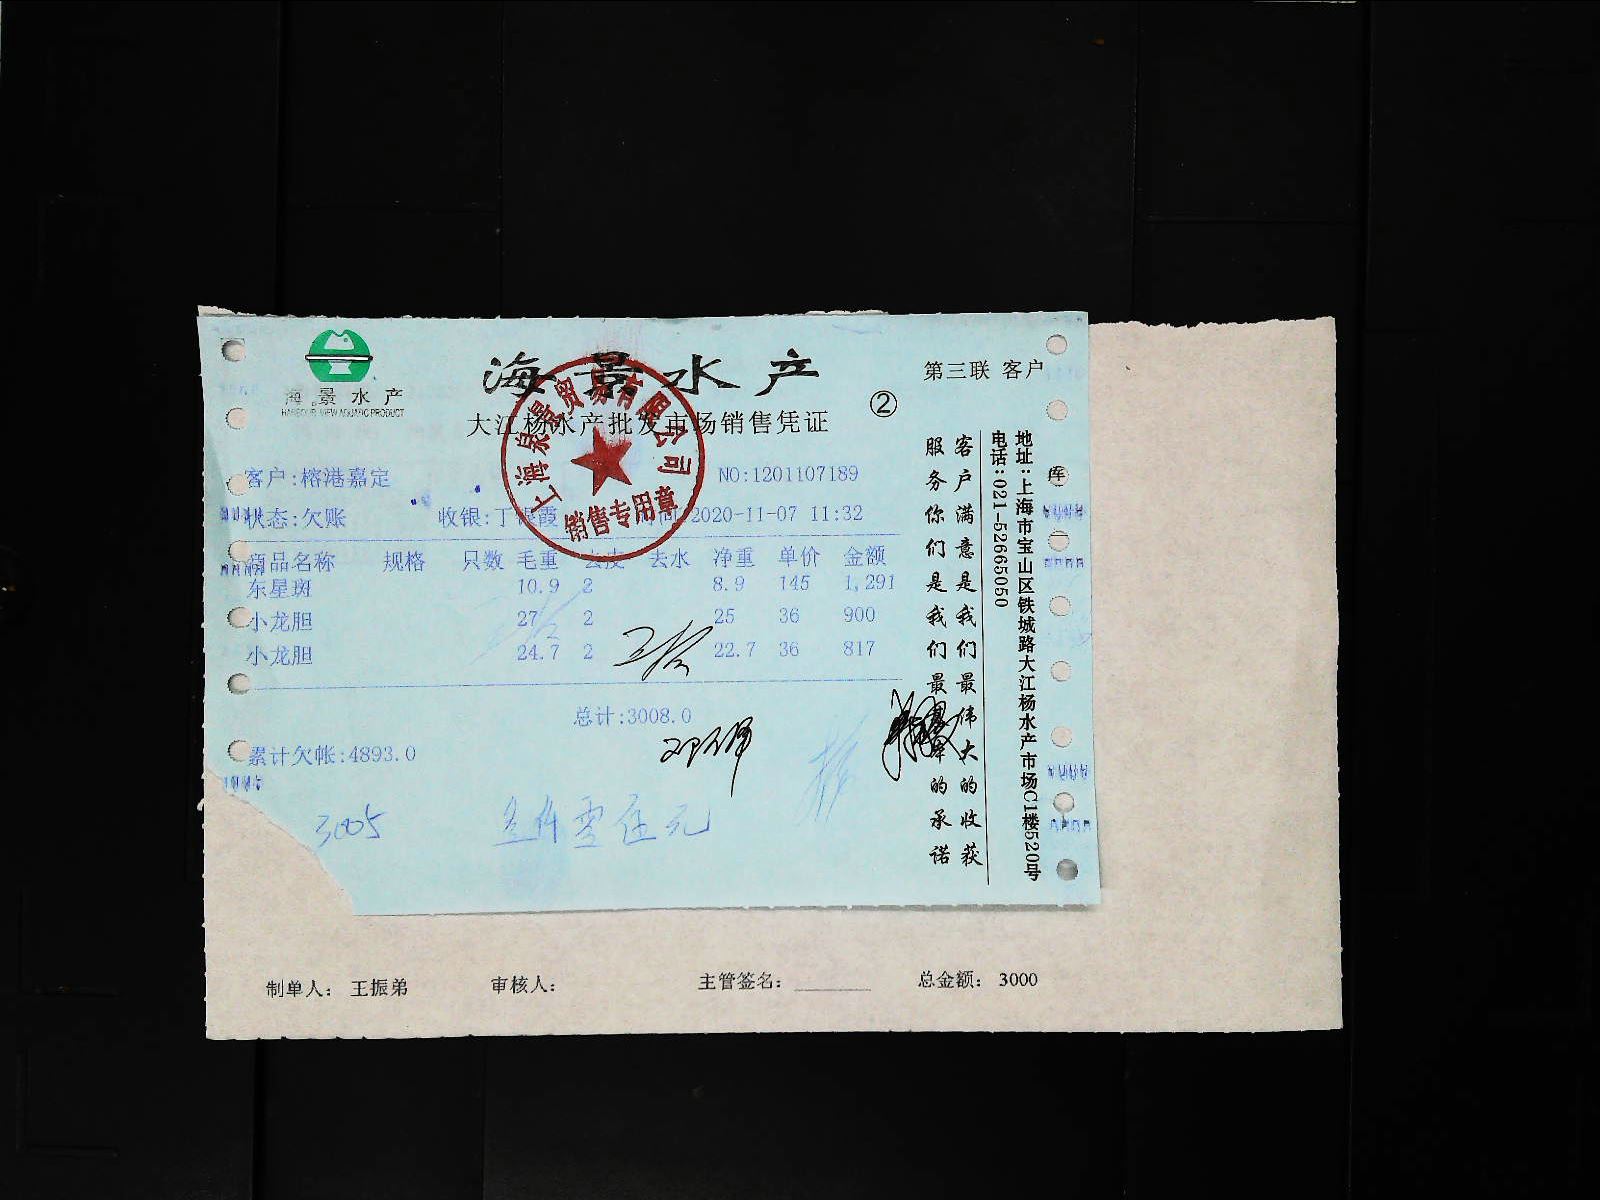 海景水产
HARBOUR VIEW AQUATIC PRODUCT
海景水产
大江杨水产批发市场销售凭证
②
第三联 客户
客户:榕港嘉定
NO:1201107189
状态:欠账
收银:丁银霞
时间:2020-11-07 11:32
商品名称 规格 只数 毛重 去皮 去水 净重 单价 金额
东星斑 10.9 2 8.9 145 1,291
小龙胆 27 2 25 36 900
小龙胆 24.7 2 22.7 36 817
总计:3008.0
累计欠帐:4893.0
3005
上海泉景贸易有限公司
销售专用章
客户满意是我们最伟大的收获
服务你们是我们最的承诺
地址:上海市宝山区铁城路大江杨水产市场C1楼520号
电话:021-52665050
库
制单人: 王振弟
审核人:
主管签名:
总金额: 3000